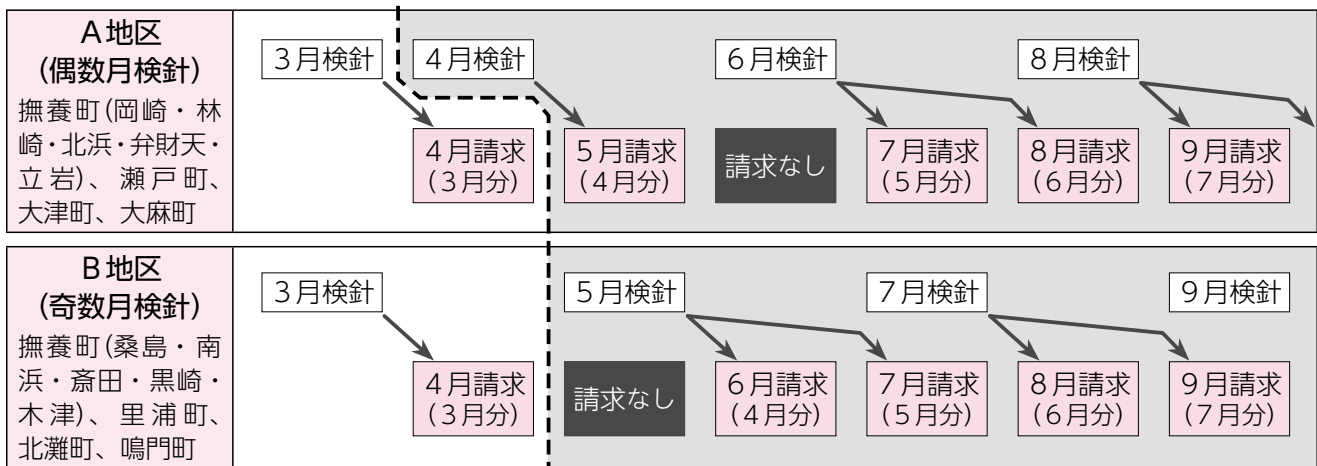 A地区
(偶数月検針)
撫養町(岡崎・林
崎・北浜・弁財天・
立岩)、瀬戸町、
大津町、大麻町
3月検針
4月検針
6月検針
8月検針
4月請求
(3月分)
5月請求
(4月分)
請求なし
7月請求
(5月分)
8月請求
(6月分)
9月請求
(7月分)
B地区
(奇数月検針)
撫養町(桑島・南
浜・斎田・黒崎・
木津)、里浦町、
北灘町、鳴門町
3月検針
5月検針
7月検針
9月検針
4月請求
(3月分)
請求なし
6月請求
(4月分)
7月請求
(5月分)
8月請求
(6月分)
9月請求
(7月分)